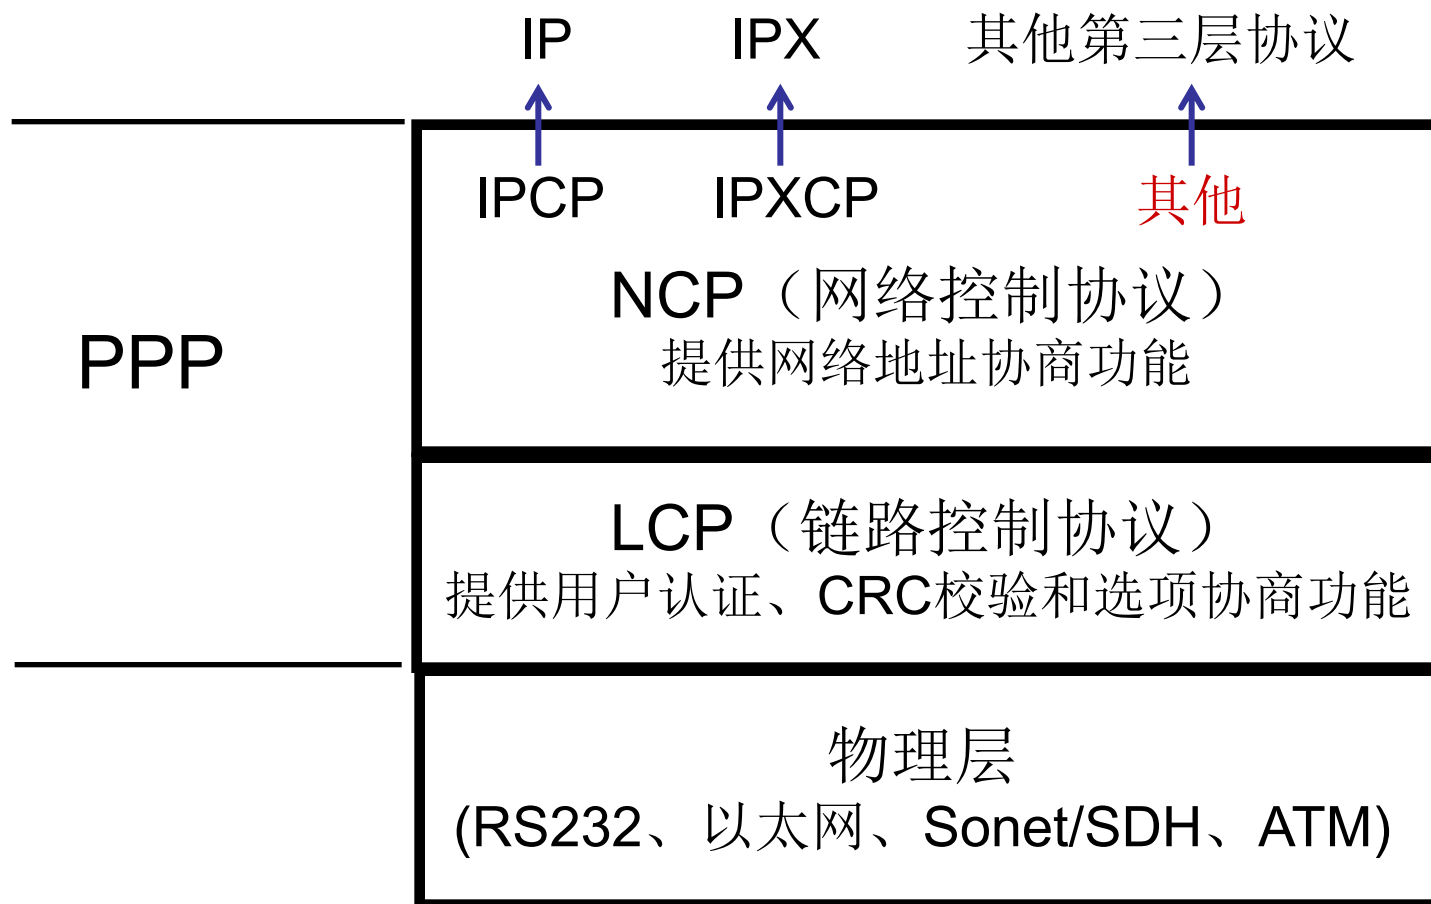 IP IPX 其他第三层协议
IPCP IPXCP 其他
NCP（网络控制协议）
PPP
提供网络地址协商功能
LCP（链路控制协议）
提供用户认证、CRC校验和选项协商功能
物理层
(RS232、以太网、Sonet/SDH、ATM)